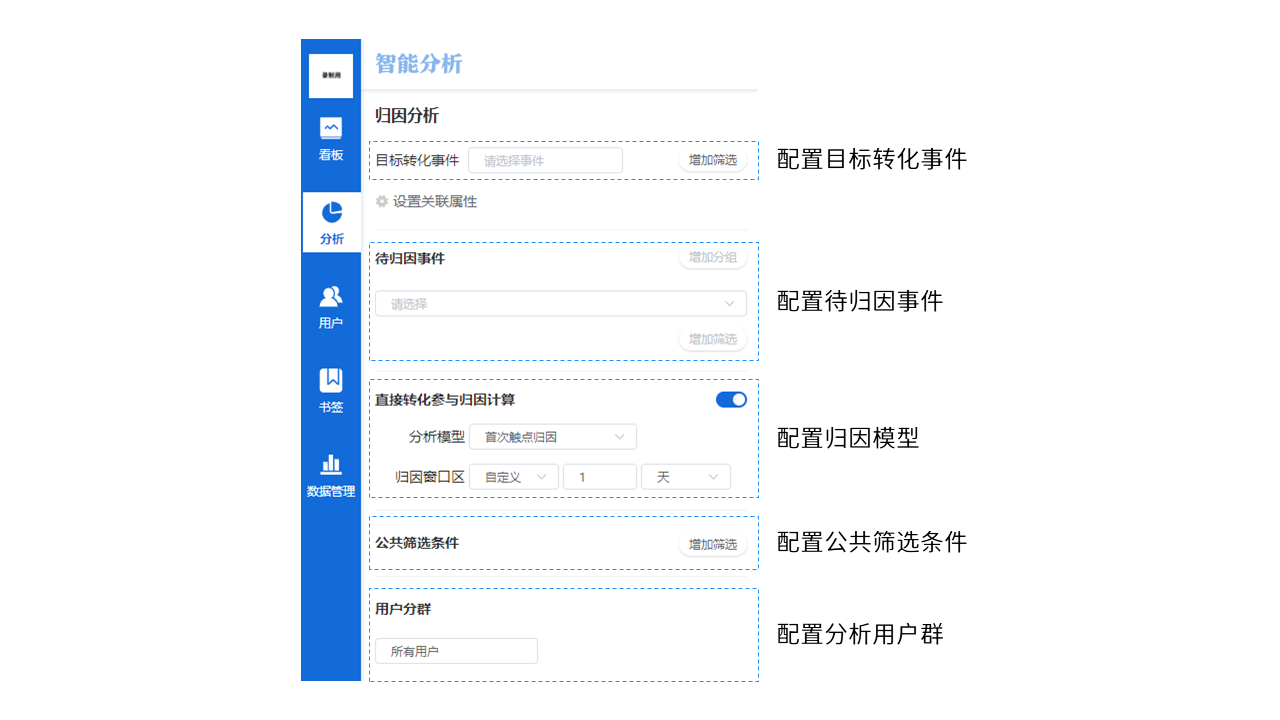 智能分析
录制用
看板
分析
用户
书签
数据管理
归因分析
目标转化事件 请选择事件 增加筛选
配置目标转化事件
设置关联属性
待归因事件 增加分组
请选择
配置待归因事件
增加筛选
直接转化参与归因计算
分析模型 首次触点归因
配置归因模型
归因窗口区 自定义 1 天
公共筛选条件 增加筛选
配置公共筛选条件
用户分群
所有用户
配置分析用户群